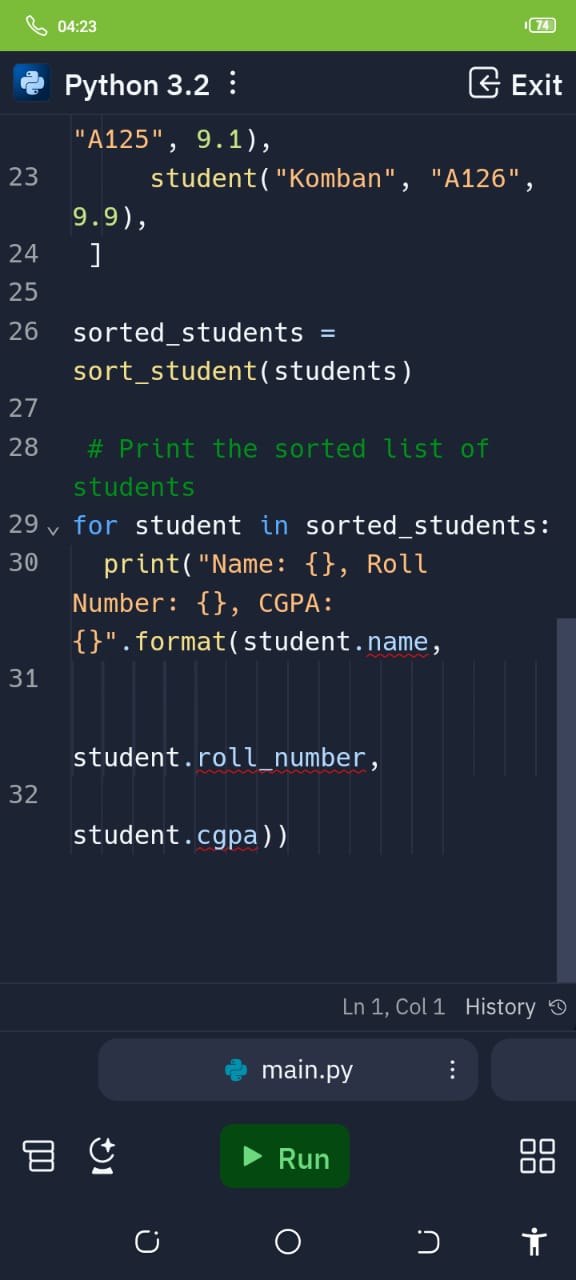 04:23
74
Python 3.2
Exit
"A125", 9.1),
23 student("Komban", "A126",
9.9),
24 ]
25
26 sorted_students =
sort_student(students)
27
28 # Print the sorted list of
students
29 for student in sorted_students:
30 print("Name: {}, Roll
Number: {}, CGPA:
{}".format(student.name,
31
student.roll_number,
32
student.cgpa))
Ln 1, Col 1 History
main.py
Run